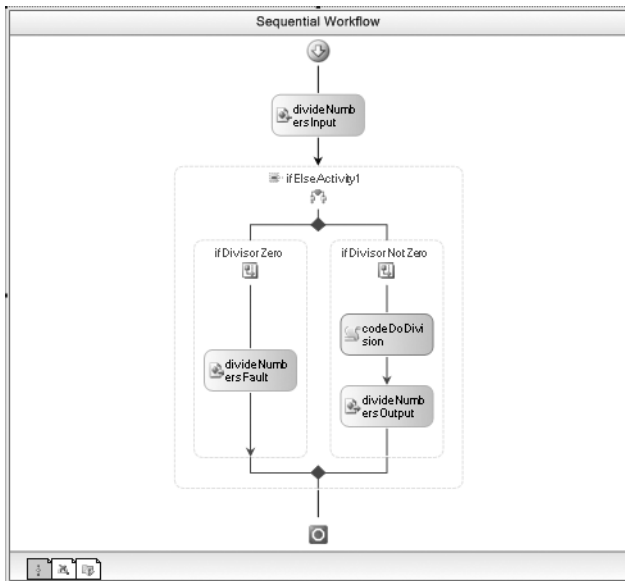 Sequential Workflow
divideNumb
ersInput
ifElseActivity1
ifDivisorZero
ifDivisorNotZero
codeDoDivi
sion
divideNumb
ersFault
divideNumb
ersOutput